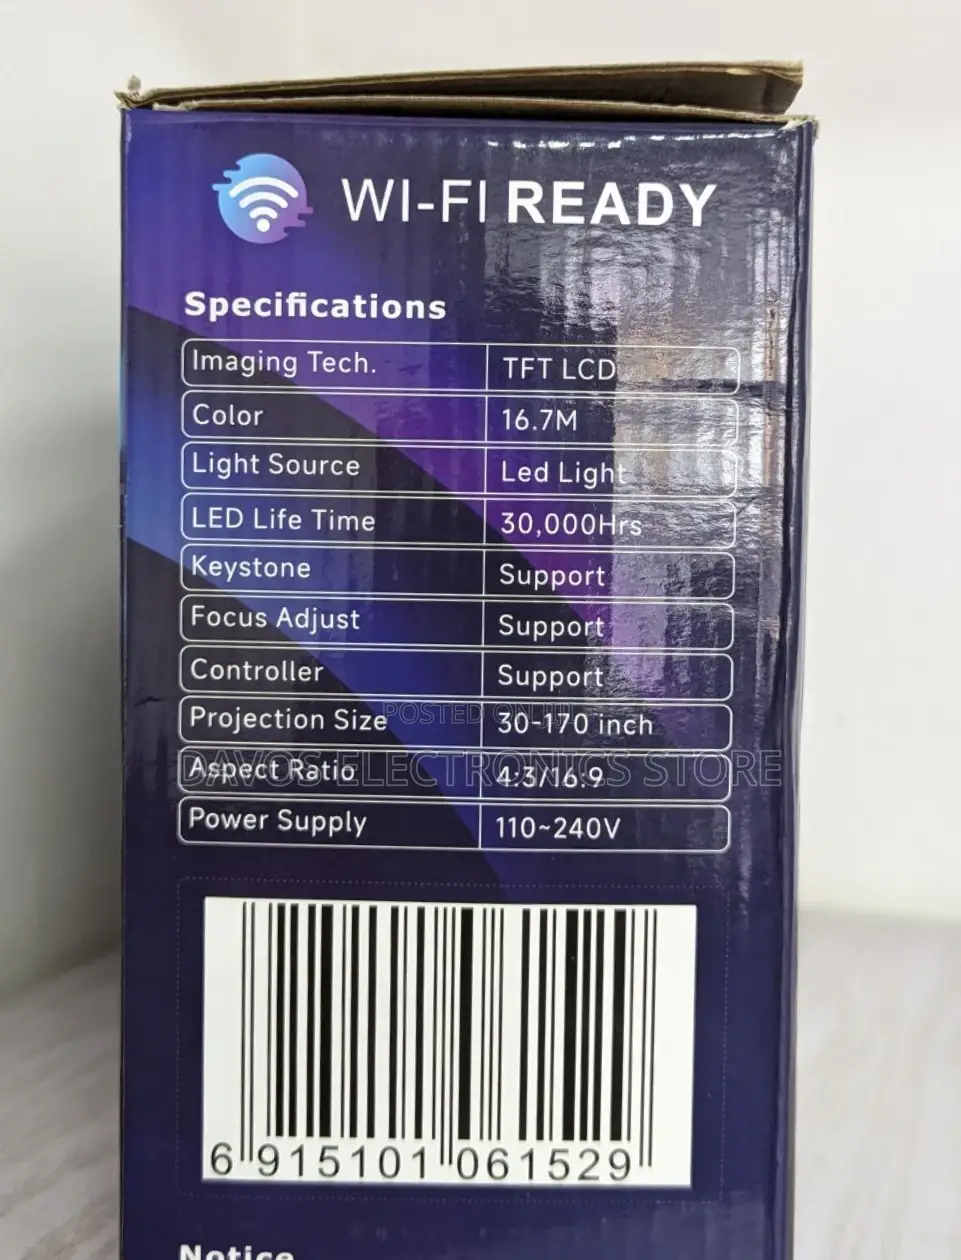 WI-FI READY
Specifications
Imaging Tech. TFT LCD
Color 16.7M
Light Source Led Light
LED Life Time 30,000Hrs
Keystone Support
Focus Adjust Support
Controller Support
Projection Size 30-170 inch
POSTED ON
DAVOS ELECTRONICS STORE
Aspect Ratio 4:3/16:9
Power Supply 110~240V
6 915101 061529
Notice